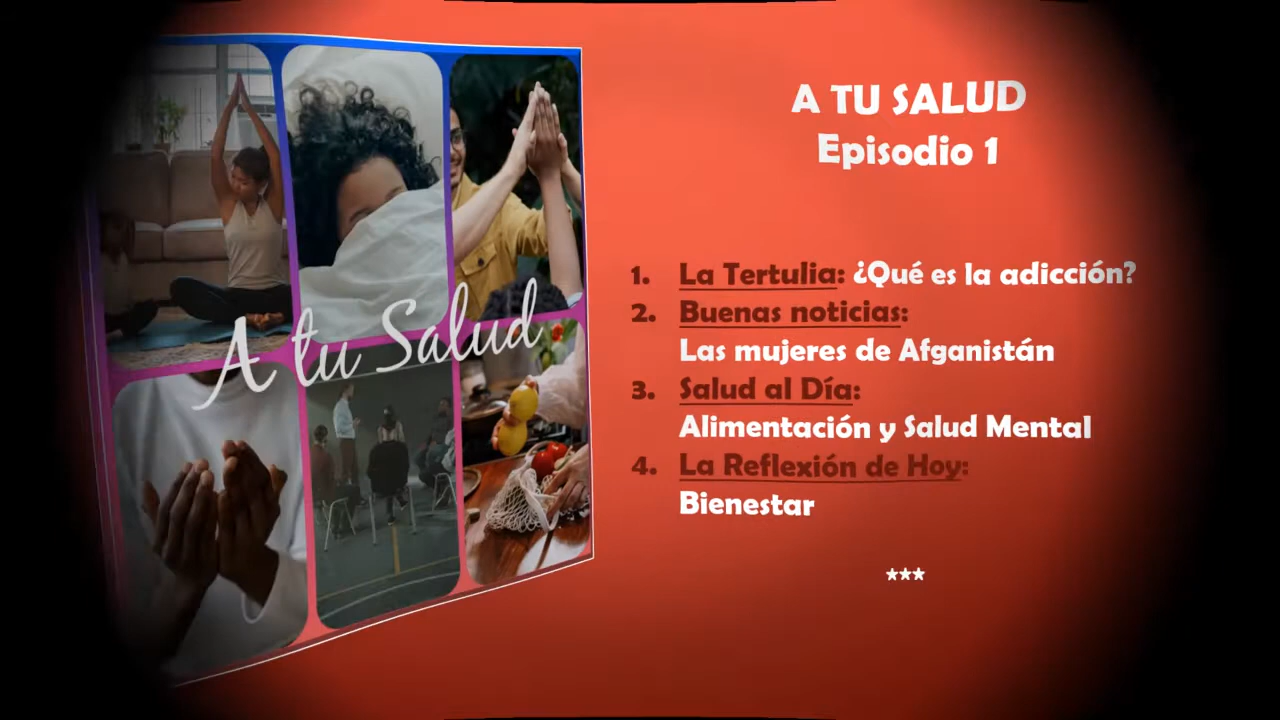 A tu Salud
A TU SALUD
Episodio 1
1. La Tertulia: ¿Qué es la adicción?
2. Buenas noticias:
Las mujeres de Afganistán
3. Salud al Día:
Alimentación y Salud Mental
4. La Reflexión de Hoy:
Bienestar
***